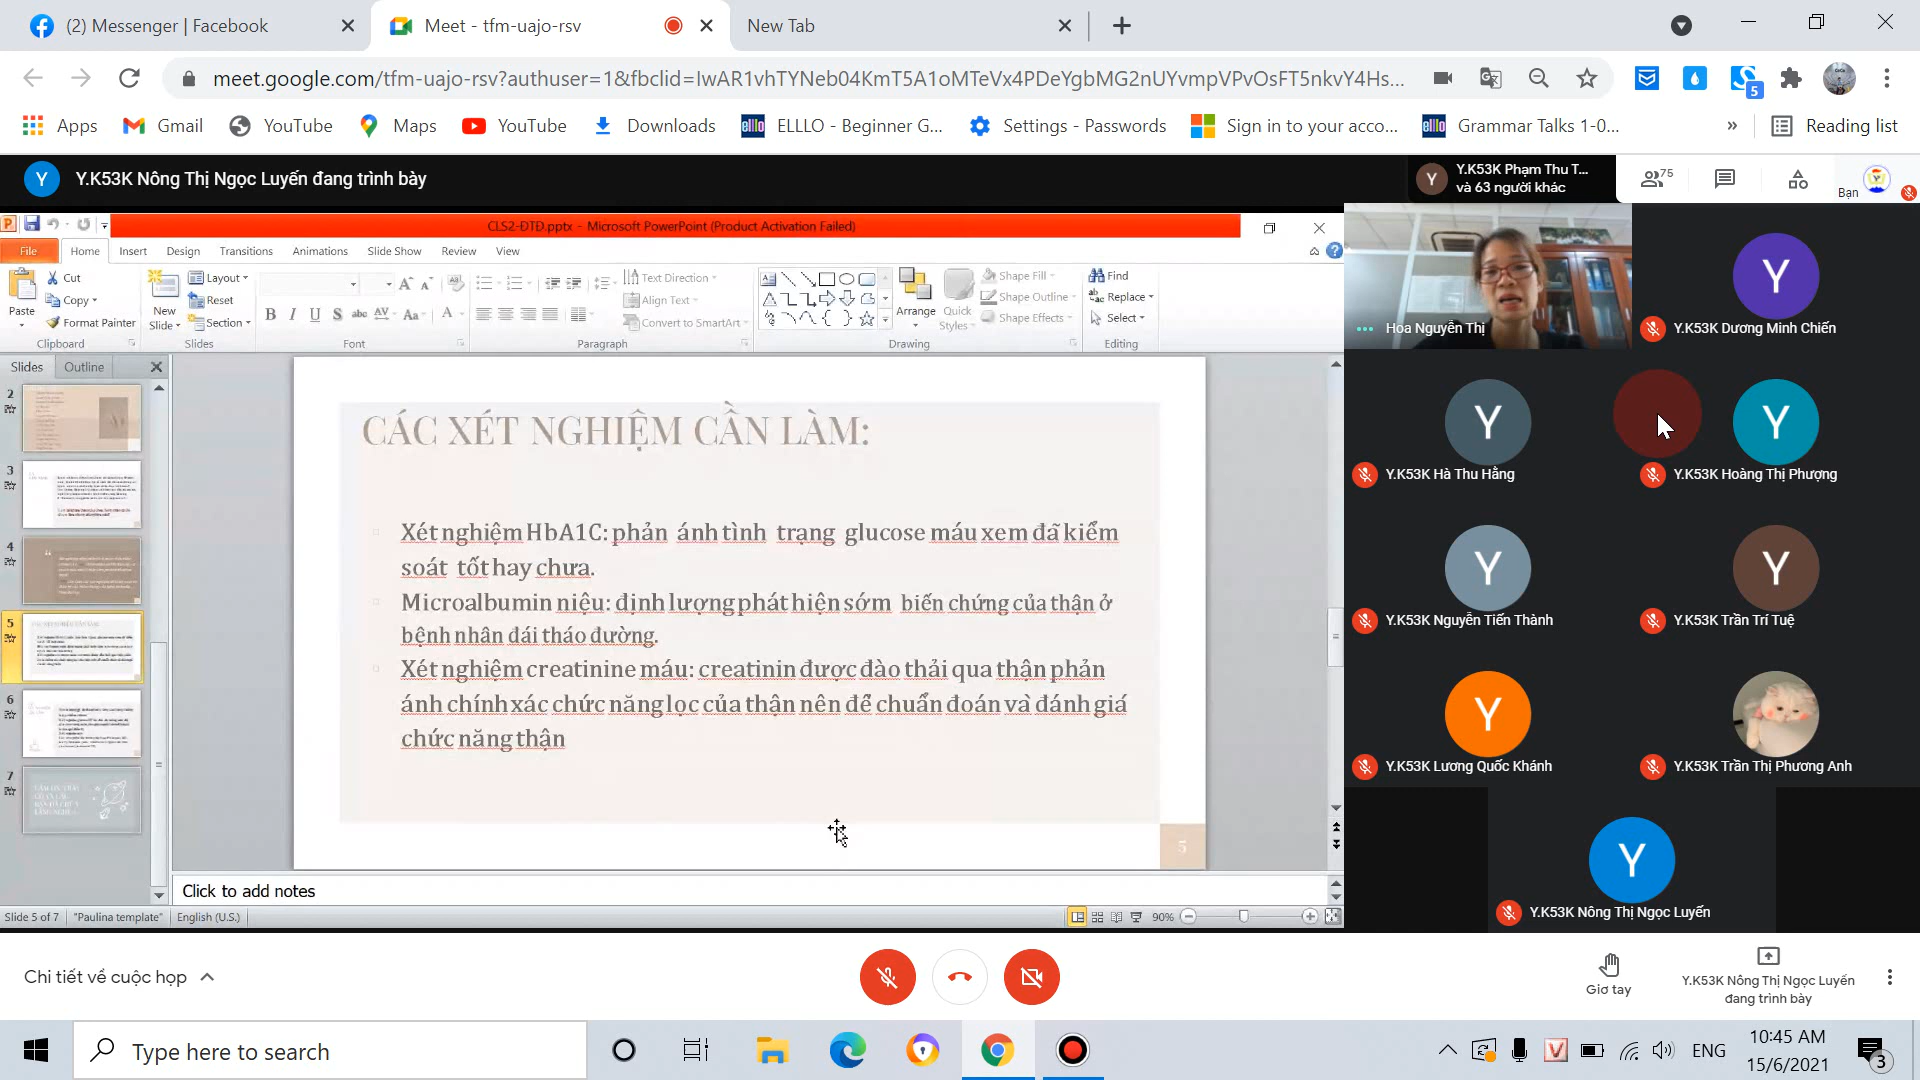 (2) Messenger | Facebook
Meet - tfm-uajo-rsv
New Tab
meet.google.com/tfm-uajo-rsv?authuser=1&fbclid=IwAR1vhTYNeb04KmT5A1oMTeVx4PDeYgbMG2nUYvmpVPvOsFT5nkvY4Hs...
5
Apps
Gmail
YouTube
Maps
YouTube
Downloads
ELLLO - Beginner G...
Settings - Passwords
Sign in to your acco...
Grammar Talks 1-0...
»
Reading list
Y
Y.K53K Nông Thị Ngọc Luyến đang trình bày
Y
Y.K53K Phạm Thu T...
và 63 người khác
75
Bạn
CLS2-ĐTĐ.pptx - Microsoft PowerPoint (Product Activation Failed)
File
Home
Insert
Design
Transitions
Animations
Slide Show
Review
View
Paste
Cut
Copy
Format Painter
Clipboard
New
Slide
Layout
Reset
Section
Slides
Font
Text Direction
Align Text
Convert to SmartArt
Paragraph
Arrange
Quick
Styles
Shape Fill
Shape Outline
Shape Effects
Drawing
Find
Replace
Select
Editing
Slides
Outline
2
3
4
5
6
7
CÁC XÉT NGHIỆM CẦN LÀM:
Xét nghiệm HbA1C: phản ánh tình trạng glucose máu xem đã kiểm
soát tốt hay chưa.
Microalbumin niệu: định lượng phát hiện sớm biến chứng của thận ở
bệnh nhân đái tháo đường.
Xét nghiệm creatinine máu: creatinin được đào thải qua thận phản
ánh chính xác chức năng lọc của thận nên để chuẩn đoán và đánh giá
chức năng thận
5
Click to add notes
Slide 5 of 7
"Paulina template"
English (U.S.)
90%
Hoa Nguyễn Thị
Y
Y.K53K Dương Minh Chiến
Y
Y.K53K Hà Thu Hằng
Y
Y.K53K Hoàng Thị Phượng
Y
Y.K53K Nguyễn Tiến Thành
Y
Y.K53K Trần Trí Tuệ
Y
Y.K53K Lương Quốc Khánh
Y.K53K Trần Thị Phương Anh
Y
Y.K53K Nông Thị Ngọc Luyến
Chi tiết về cuộc họp
Giơ tay
Y.K53K Nông Thị Ngọc Luyến
đang trình bày
Type here to search
ENG
10:45 AM
15/6/2021
3